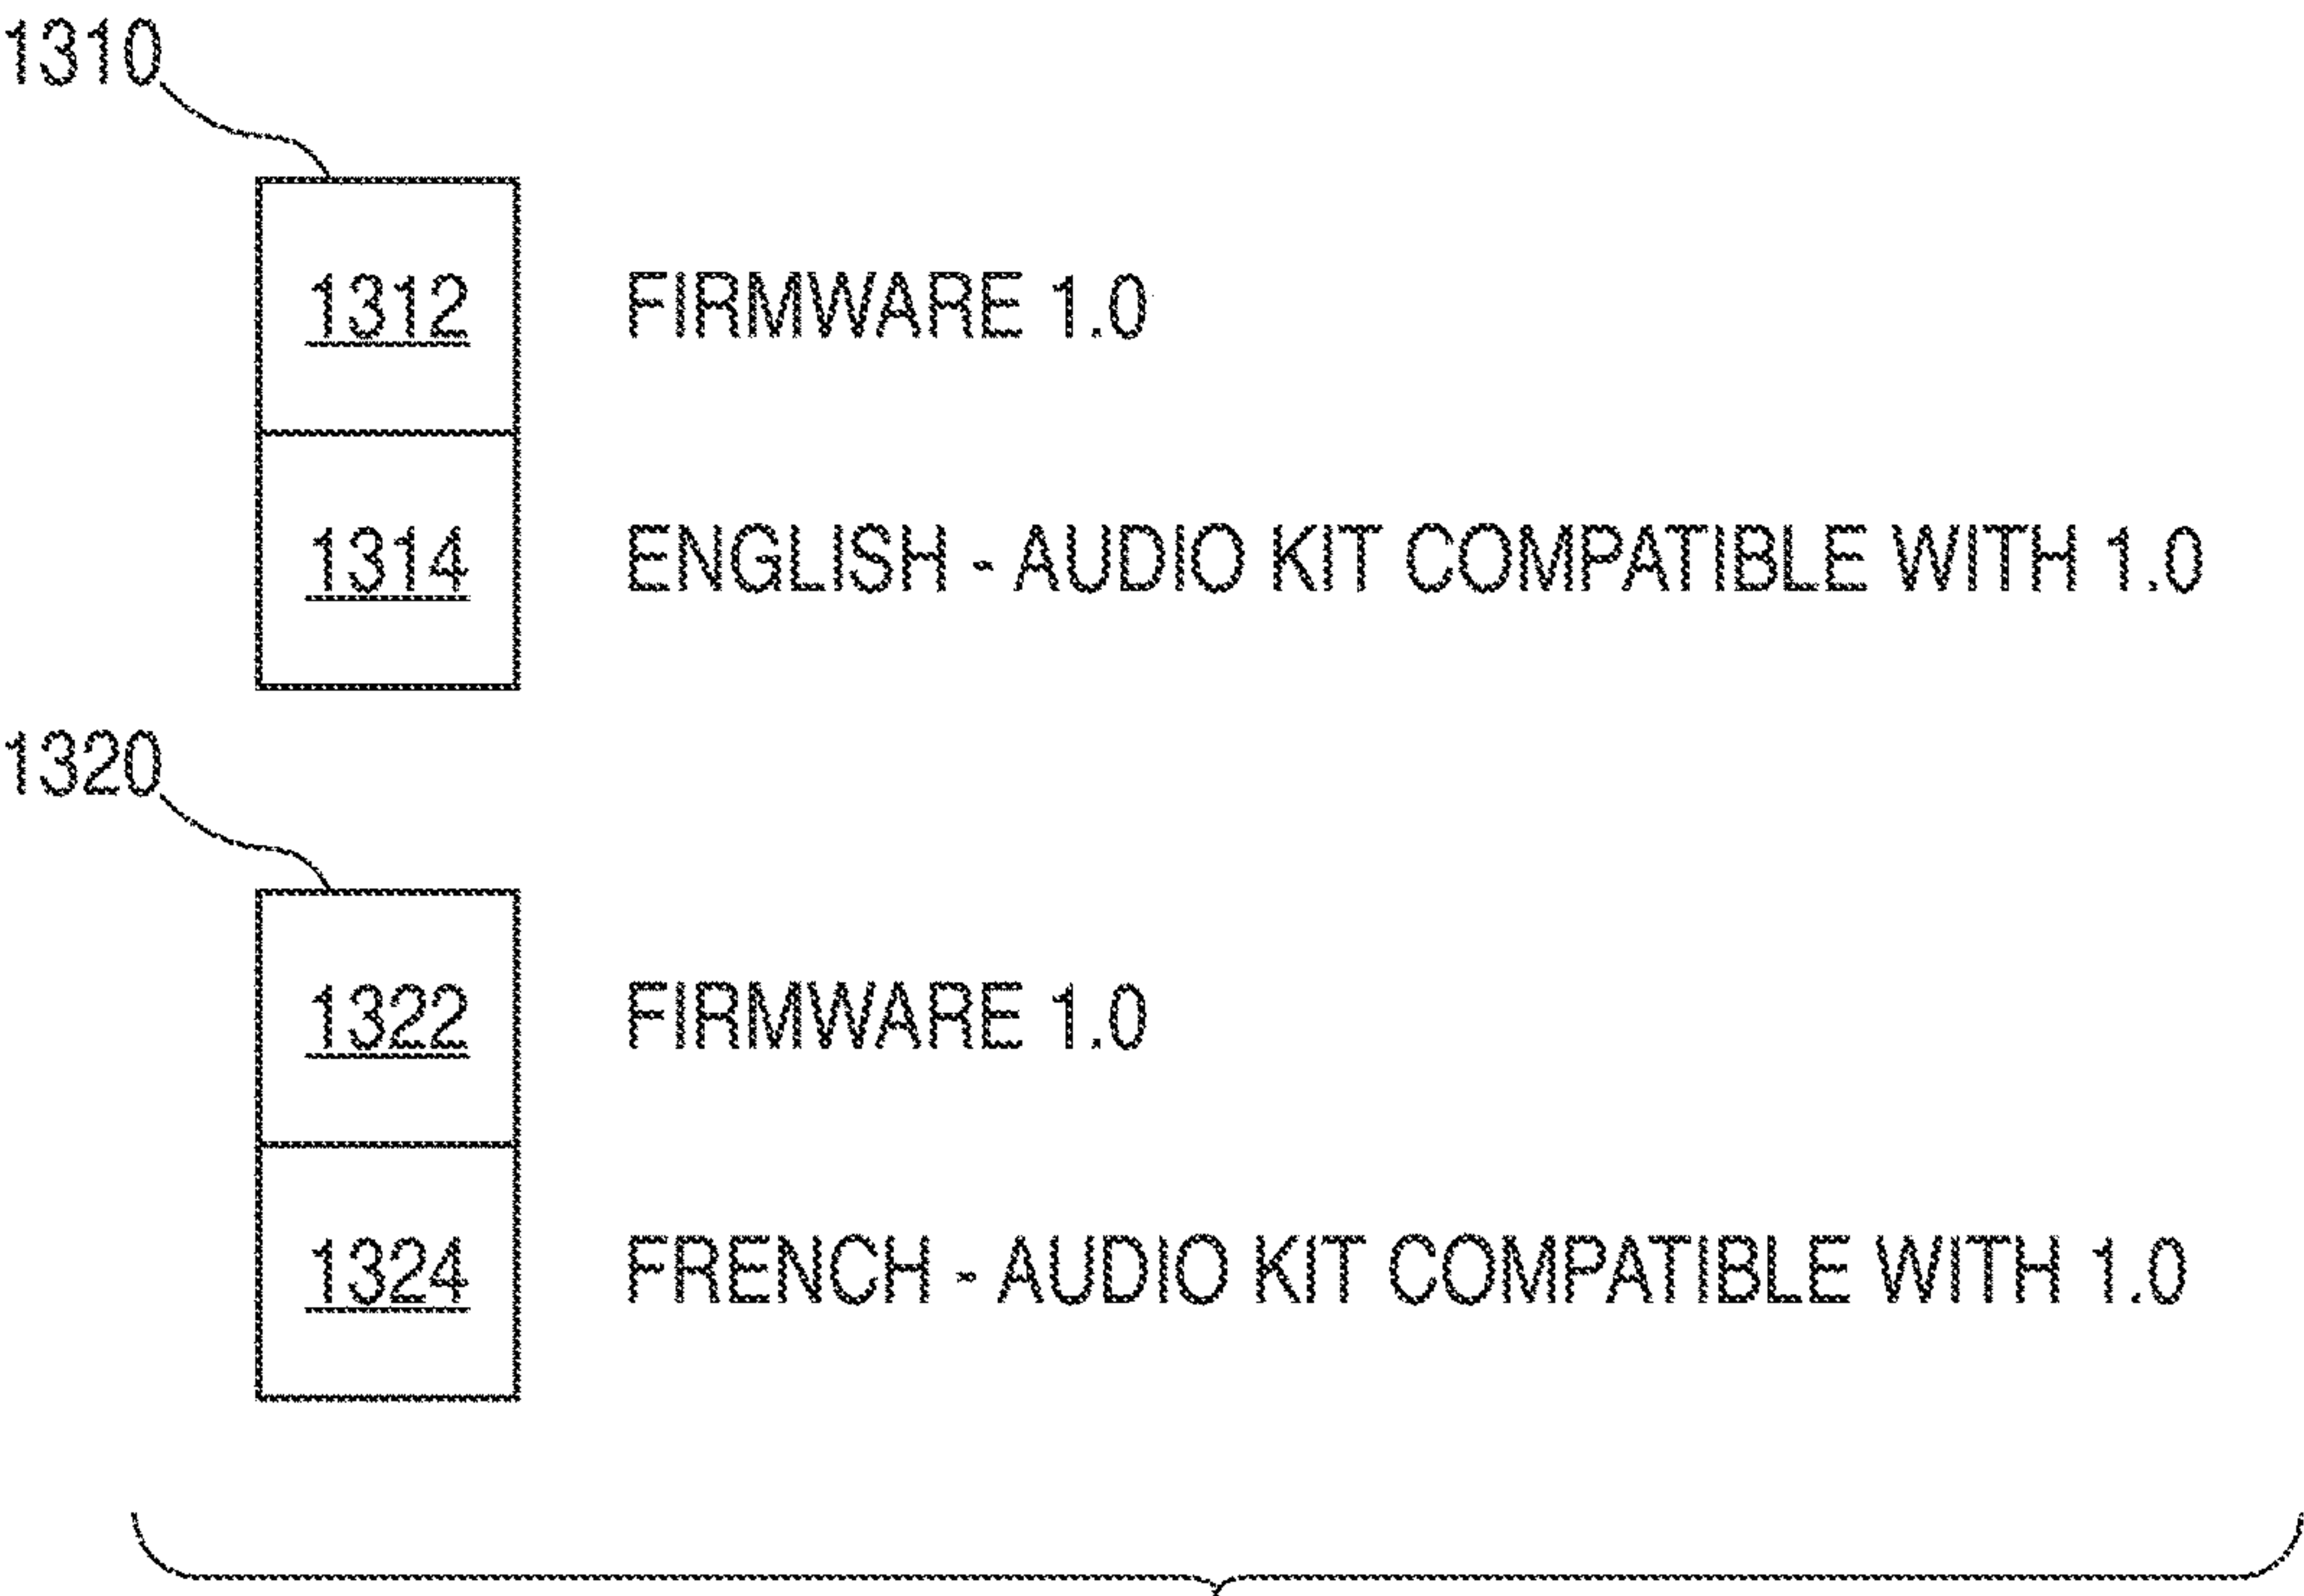 1310
1312 FIRMWARE 1.0
1314 ENGLISH - AUDIO KIT COMPATIBLE WITH 1.0
1320
1322 FIRMWARE 1.0
1324 FRENCH - AUDIO KIT COMPATIBLE WITH 1.0